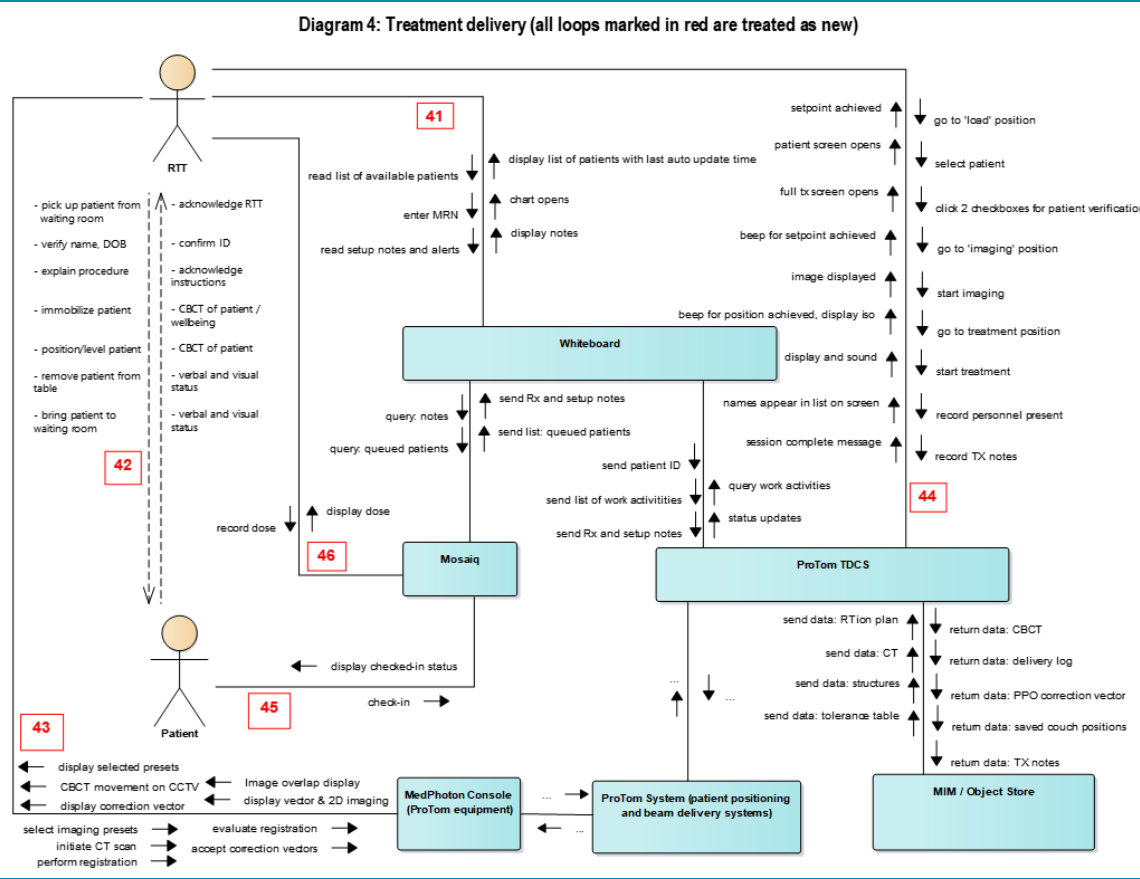 Diagram 4: Treatment delivery (all loops marked in red are treated as new)
RTT
41
setpoint achieved
go to 'load' position
patient screen opens
select patient
full tx screen opens
click 2 checkboxes for patient verification
beep for setpoint achieved
go to 'imaging' position
image displayed
start imaging
beep for position achieved, display iso
go to treatment position
display and sound
start treatment
names appear in list on screen
record personnel present
session complete message
record TX notes
44
display list of patients with last auto update time
read list of available patients
chart opens
enter MRN
display notes
read setup notes and alerts
- pick up patient from
waiting room
- acknowledge RTT
- verify name, DOB
- confirm ID
- explain procedure
- acknowledge
instructions
- immobilize patient
- CBCT of patient /
wellbeing
- position/level patient
- CBCT of patient
- remove patient from
table
- verbal and visual
status
- bring patient to
waiting room
- verbal and visual
status
42
Whiteboard
send Rx and setup notes
query: notes
send list: queued patients
query: queued patients
send patient ID
query work activities
send list of work activitities
status updates
send Rx and setup notes
display dose
record dose
46
Mosaiq
ProTom TDCS
Patient
display checked-in status
check-in
45
43
send data: RTion plan
return data: CBCT
send data: CT
return data: delivery log
send data: structures
return data: PPO correction vector
send data: tolerance table
return data: saved couch positions
return data: TX notes
...
...
display selected presets
CBCT movement on CCTV
Image overlap display
display correction vector
display vector & 2D imaging
select imaging presets
evaluate registration
initiate CT scan
accept correction vectors
perform registration
MedPhoton Console
(ProTom equipment)
...
...
ProTom System (patient positioning
and beam delivery systems)
MIM / Object Store